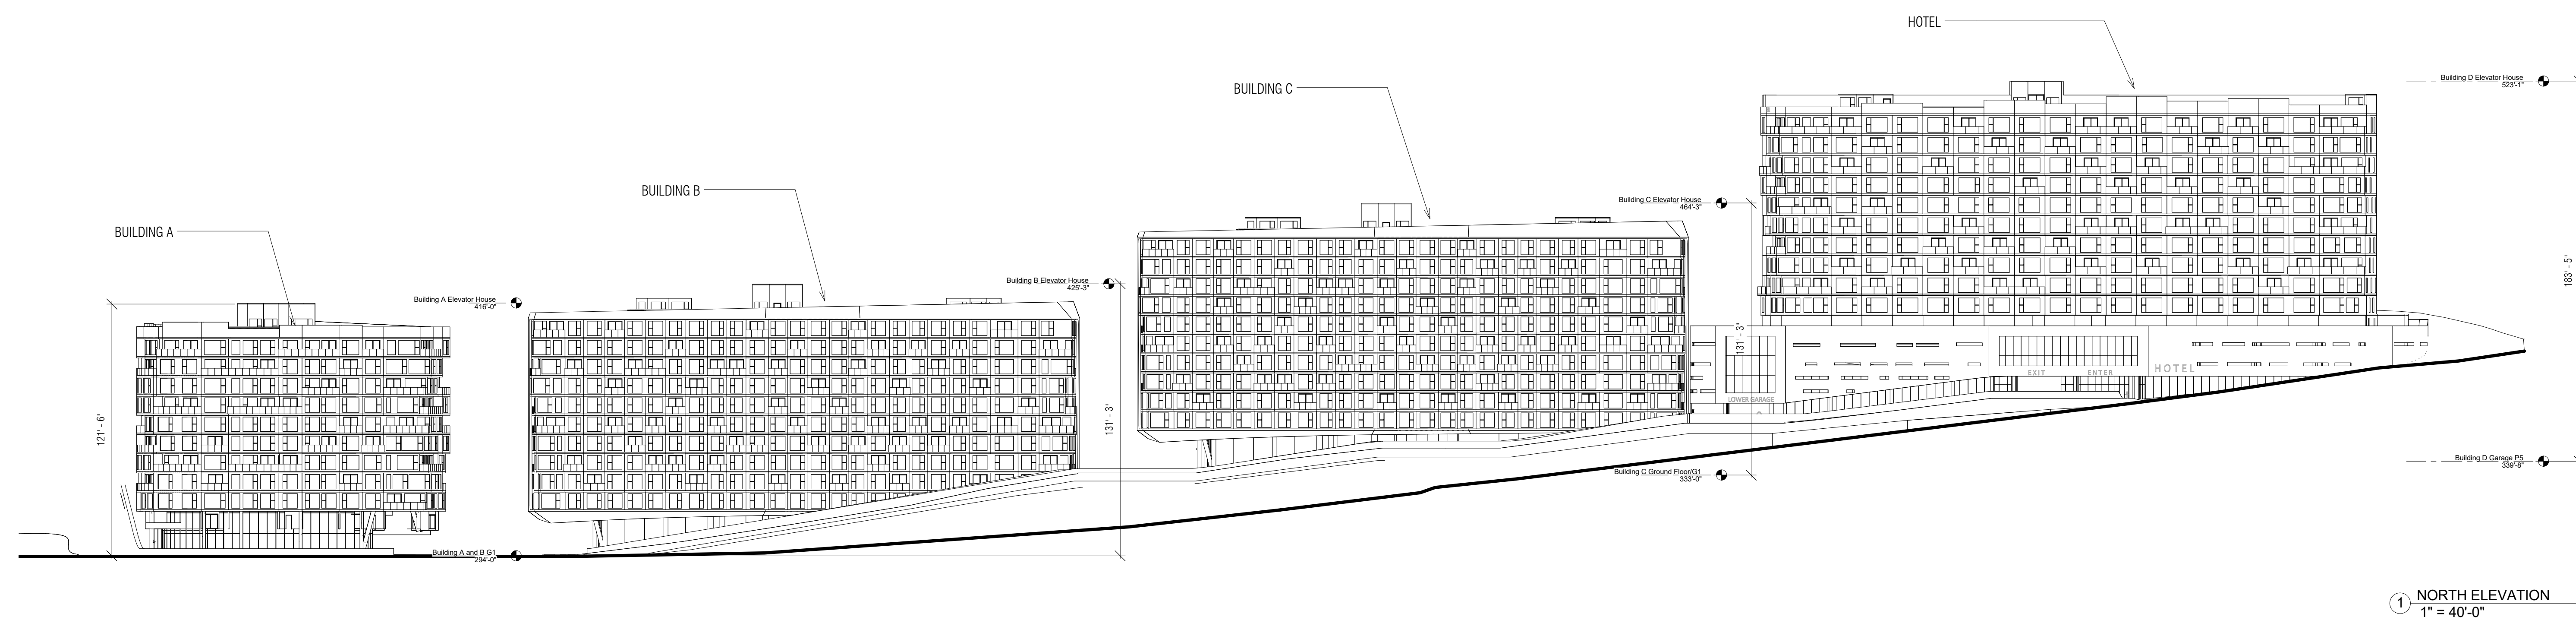 HOTEL
Building D Elevator House
523'-1"
BUILDING C
BUILDING B
Building C Elevator House
464'-3"
BUILDING A
183' - 5"
Building B Elevator House
425'-3"
Building A Elevator House
416'-0"
131' - 3"
EXIT
ENTER
HOTEL
LOWER GARAGE
121' - 6"
131' - 3"
Building D Garage P5
339'-8"
Building C Ground Floor/G1
333'-0"
Building A and B G1
294'-0"
1
NORTH ELEVATION
1" = 40'-0"